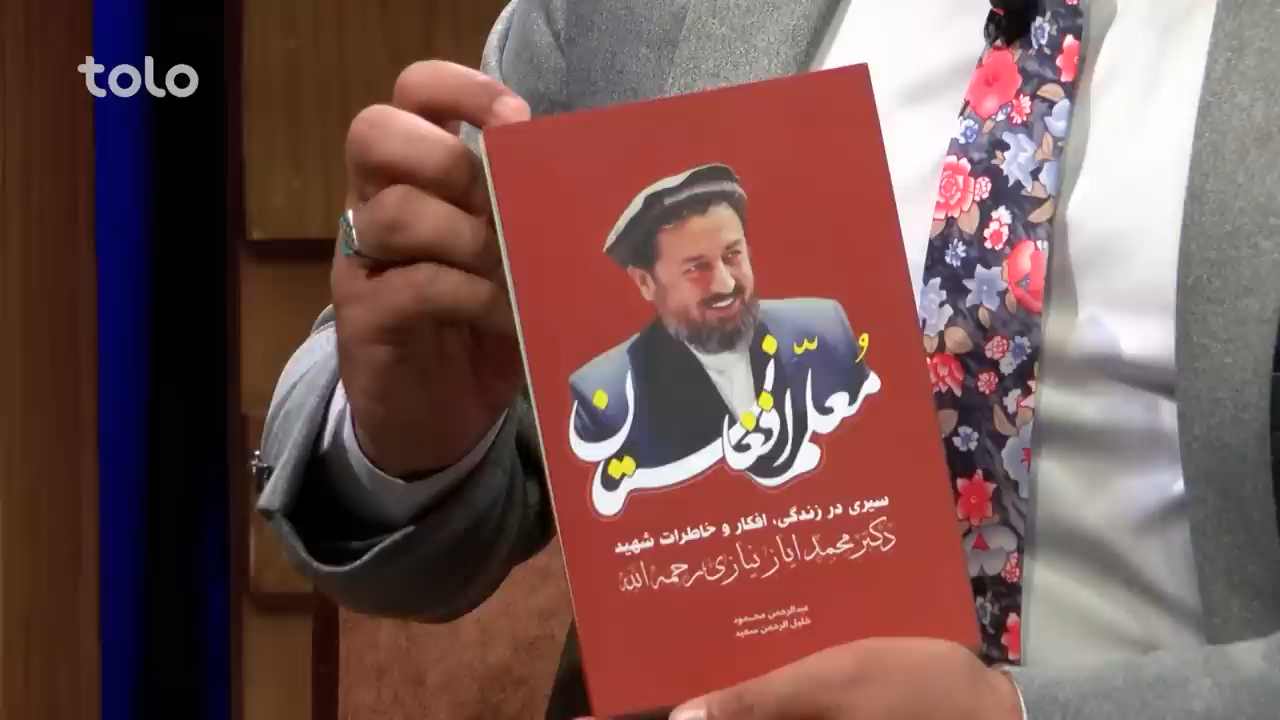 tolo
معلّم افغانستان
سیری در زندگی، افکار و خاطرات شهید
دکتر محمد ایاز نیازی رحمه الله
عبدالرحمن محمود
خلیل الرحمن سعید